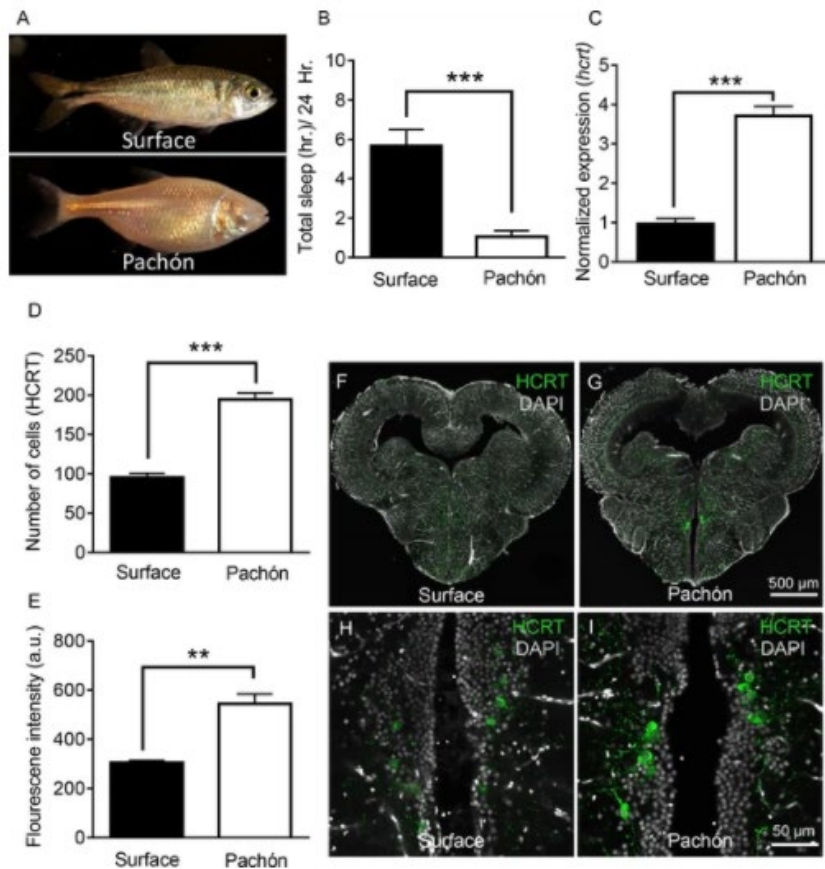 A
Surface
Pachón
B
Total sleep (hr.)/ 24 Hr.
10
8
6
4
2
0
***
Surface
Pachón
C
Normalized expression (hcrt)
5
4
3
2
1
0
***
Surface
Pachón
D
Number of cells (HCRT)
250
200
150
100
50
0
***
Surface
Pachón
E
Flourescene intensity (a.u.)
800
600
400
200
0
**
Surface
Pachón
F
HCRT
DAPI
Surface
G
HCRT
DAPI
Pachón
500 µm
H
HCRT
DAPI
Surface
I
HCRT
DAPI
Pachón
50 µm